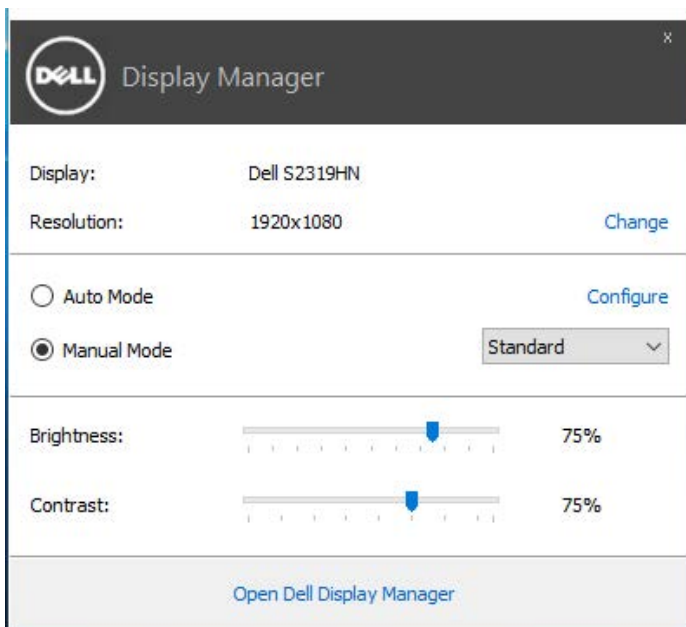 x
DELL Display Manager
Display: Dell S2319HN
Resolution: 1920x1080 Change
Auto Mode Configure
Manual Mode Standard
Brightness: 75%
Contrast: 75%
Open Dell Display Manager